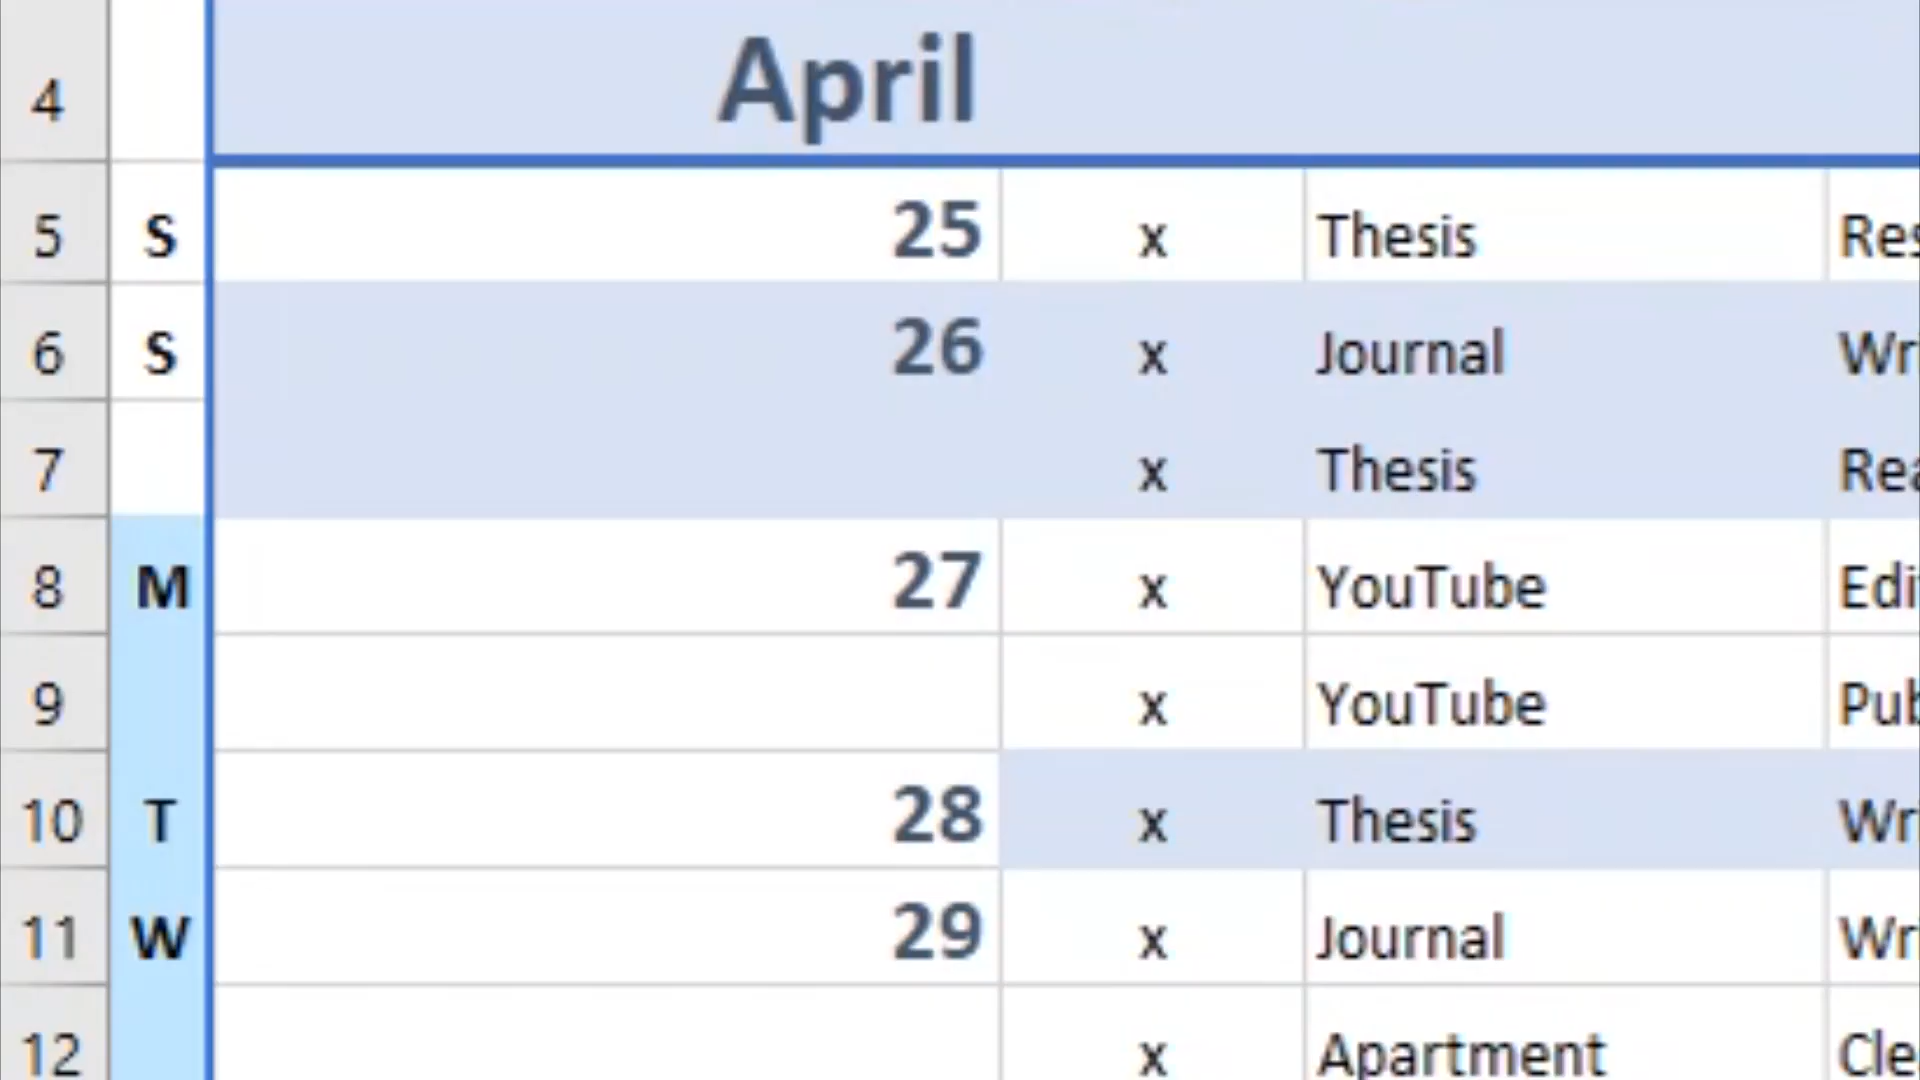 4 April
5 S 25 x Thesis
6 S 26 x Journal
7 x Thesis
8 M 27 x YouTube
9 x YouTube
10 T 28 x Thesis
11 W 29 x Journal
12 x Apartment